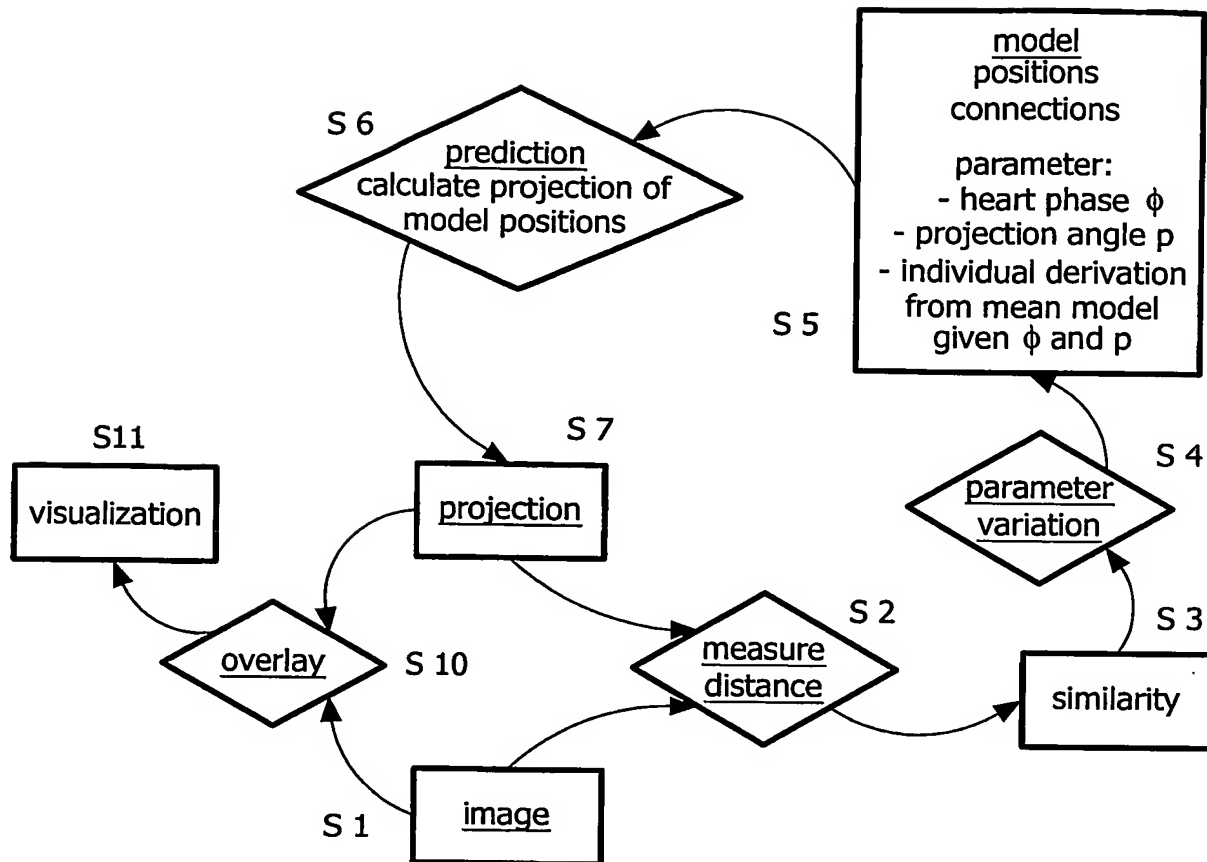 model
positions
connections
parameter:
- heart phase ϕ
- projection angle p
- individual derivation
from mean model
given ϕ and p
S 6
prediction
calculate projection of
model positions
S 5
S11
visualization
S 7
projection
S 4
parameter
variation
S 2
measure
distance
S 3
similarity
overlay
S 10
S 1
image